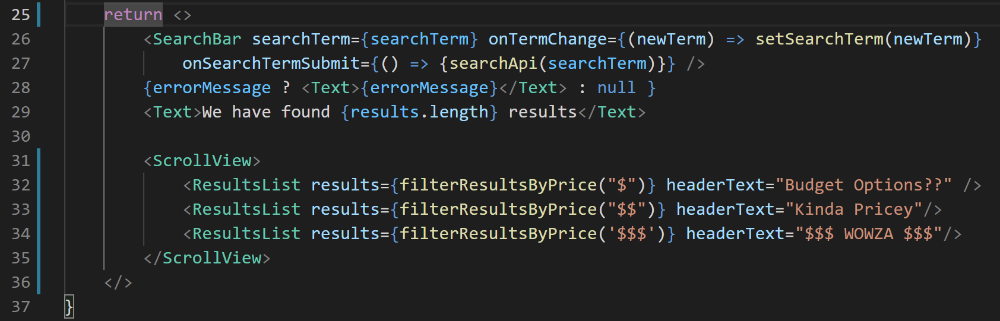 25 return <>
26 <SearchBar searchTerm={searchTerm} onTermChange={(newTerm) => setSearchTerm(newTerm)}
27 onSearchTermSubmit={() => {searchApi(searchTerm)}} />
28 {errorMessage ? <Text>{errorMessage}</Text> : null }
29 <Text>We have found {results.length} results</Text>
30
31 <ScrollView>
32 <ResultsList results={filterResultsByPrice("$")} headerText="Budget Options??" />
33 <ResultsList results={filterResultsByPrice("$$")} headerText="Kinda Pricey"/>
34 <ResultsList results={filterResultsByPrice('$$$')} headerText="$$$ WOWZA $$$"/>
35 </ScrollView>
36 </>
37 }